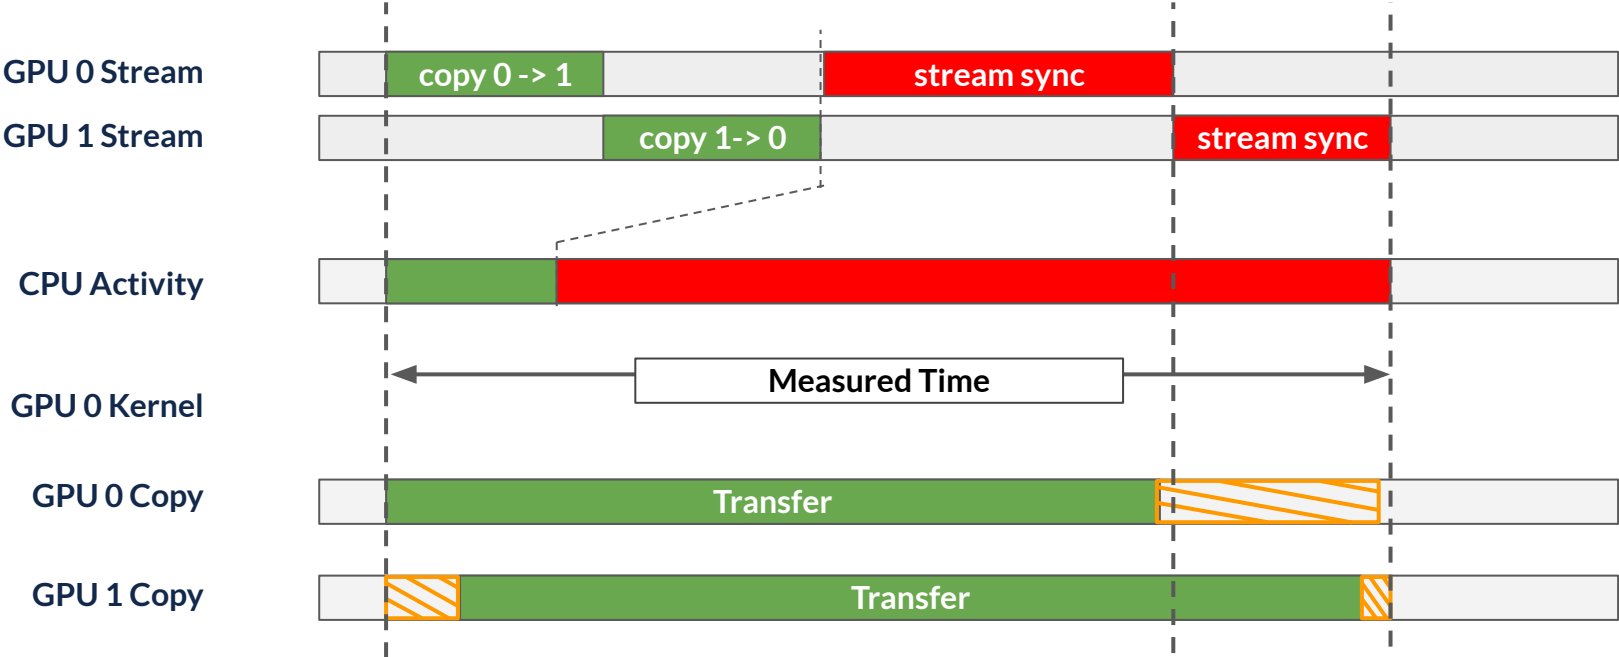 GPU 0 Stream
copy 0 -> 1
stream sync
GPU 1 Stream
copy 1-> 0
stream sync
CPU Activity
Measured Time
GPU 0 Kernel
GPU 0 Copy
Transfer
GPU 1 Copy
Transfer